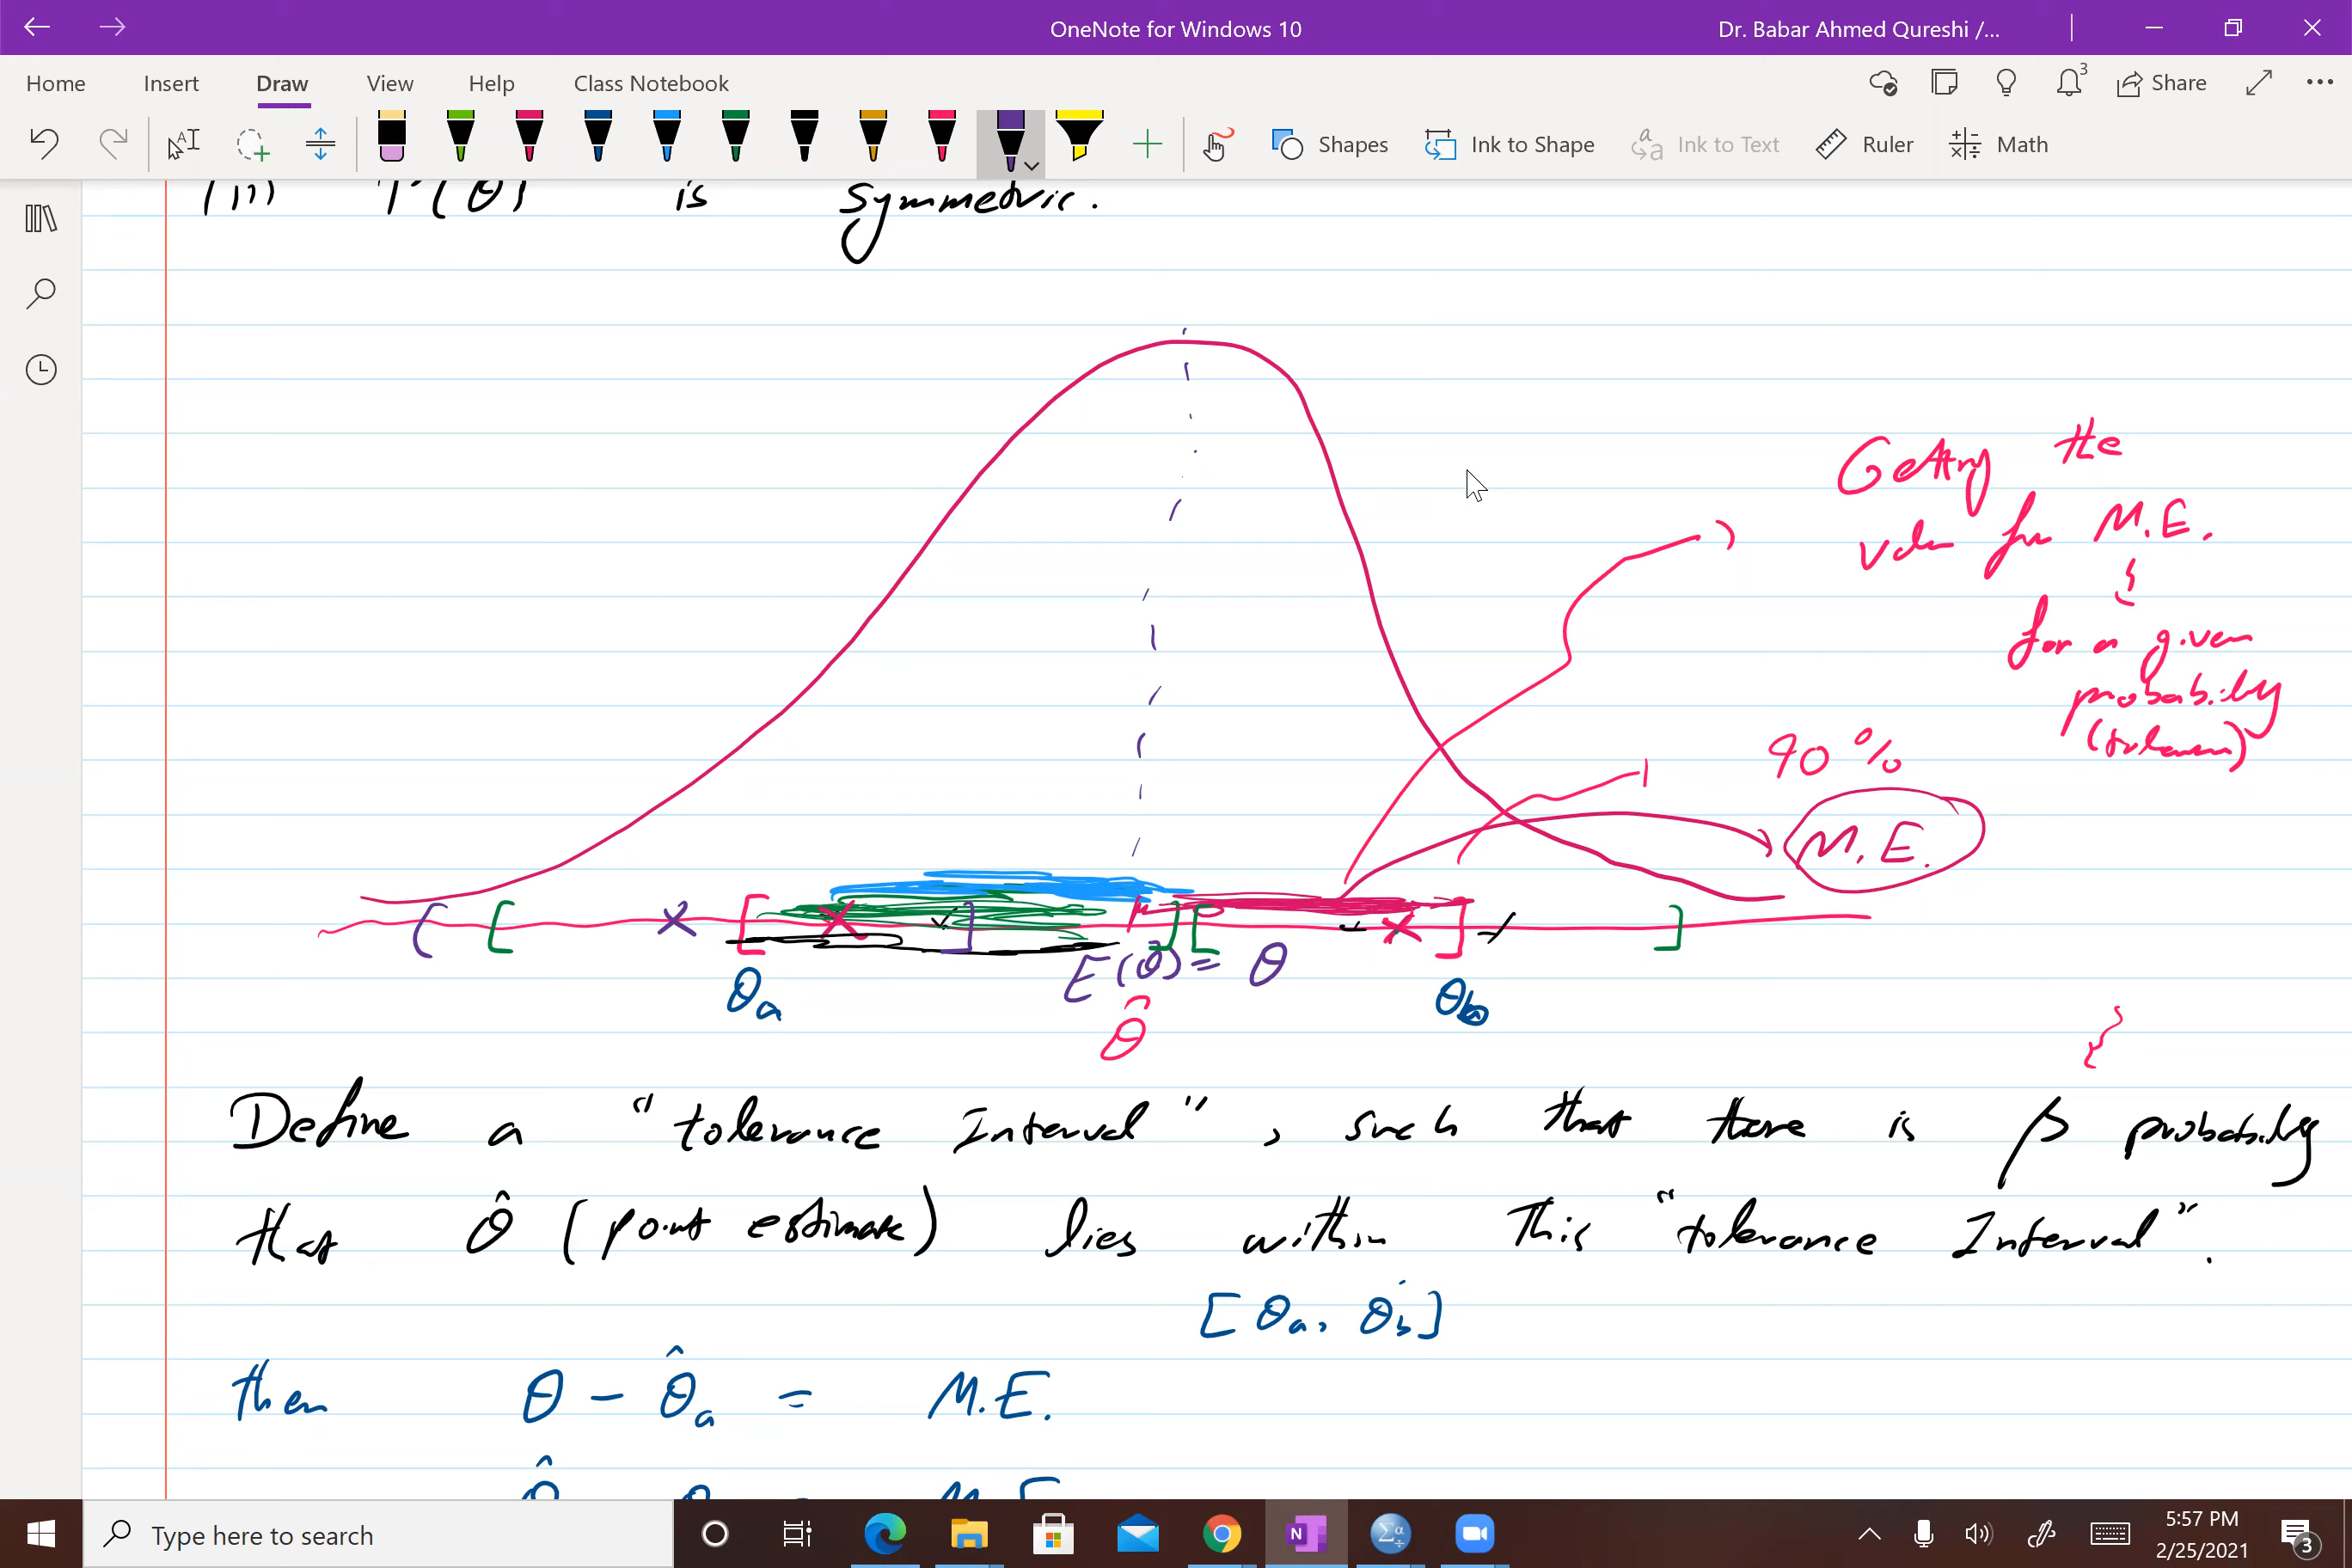 OneNote for Windows 10
Dr. Babar Ahmed Qureshi /...
Home Insert Draw View Help Class Notebook
3
Share
Shapes Ink to Shape Ink to Text Ruler Math
is symmetric.
Getting the
for M.E.
for a given
probability
90 %
M.E.
E(θ̂) = θ
θa
θb
θ̂
Define a "tolerance Interval", such that there is β probability
that θ̂ (point estimate) lies within This "tolerance Interval".
[θa, θb]
then θ - θ̂a = M.E.
Type here to search
5:57 PM
2/25/2021
3